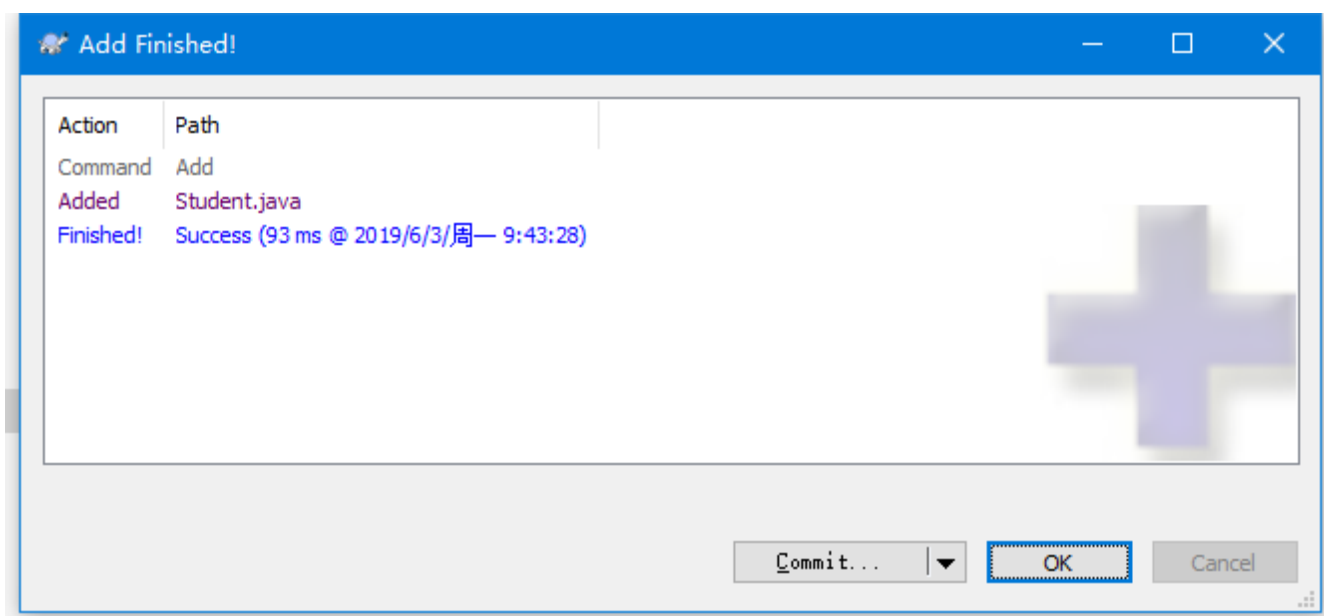 Add Finished!
Action Path
Command Add
Added Student.java
Finished! Success (93 ms @ 2019/6/3/周一 9:43:28)
Commit... OK Cancel